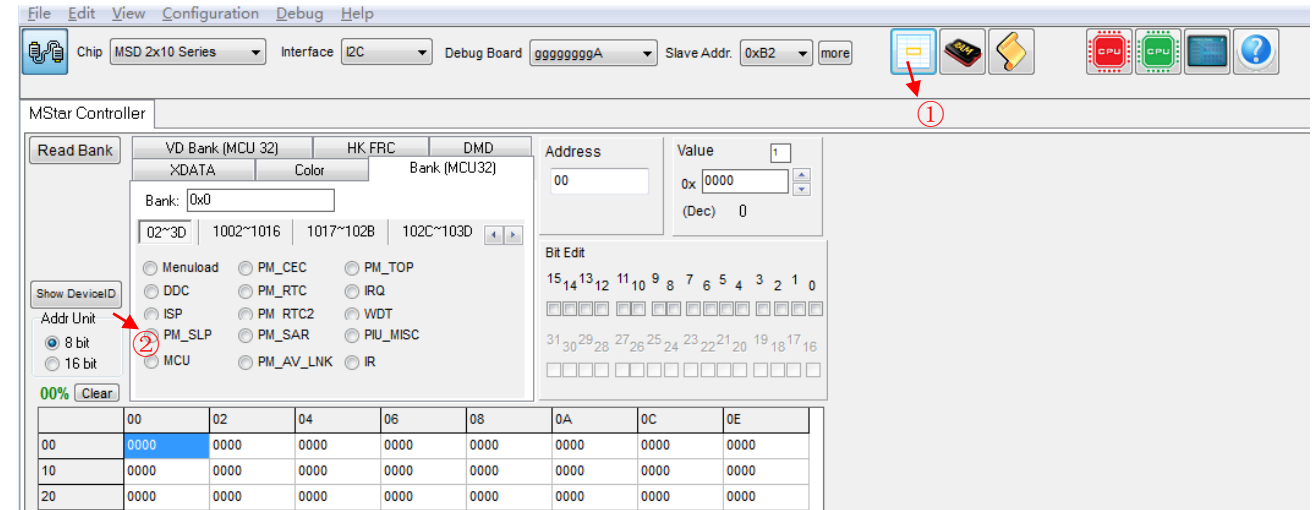 File Edit View Configuration Debug Help
Chip MSD 2x10 Series Interface I2C Debug Board ggggggggA Slave Addr. 0xB2 more
CPU CPU
①
MStar Controller
Read Bank
VD Bank (MCU 32) HK FRC DMD
XDATA Color Bank (MCU32)
Bank: 0x0
02~3D 1002~1016 1017~102B 102C~103D
Menuload PM_CEC PM_TOP
DDC PM_RTC IRQ
ISP PM_RTC2 WDT
PM_SLP PM_SAR PIU_MISC
MCU PM_AV_LNK IR
Show DeviceID
Addr Unit
②
8 bit
16 bit
00% Clear
Address
00
Value 1
0x 0000
(Dec) 0
Bit Edit
15 14 13 12 11 10 9 8 7 6 5 4 3 2 1 0
31 30 29 28 27 26 25 24 23 22 21 20 19 18 17 16
00 02 04 06 08 0A 0C 0E
00 0000 0000 0000 0000 0000 0000 0000 0000
10 0000 0000 0000 0000 0000 0000 0000 0000
20 0000 0000 0000 0000 0000 0000 0000 0000